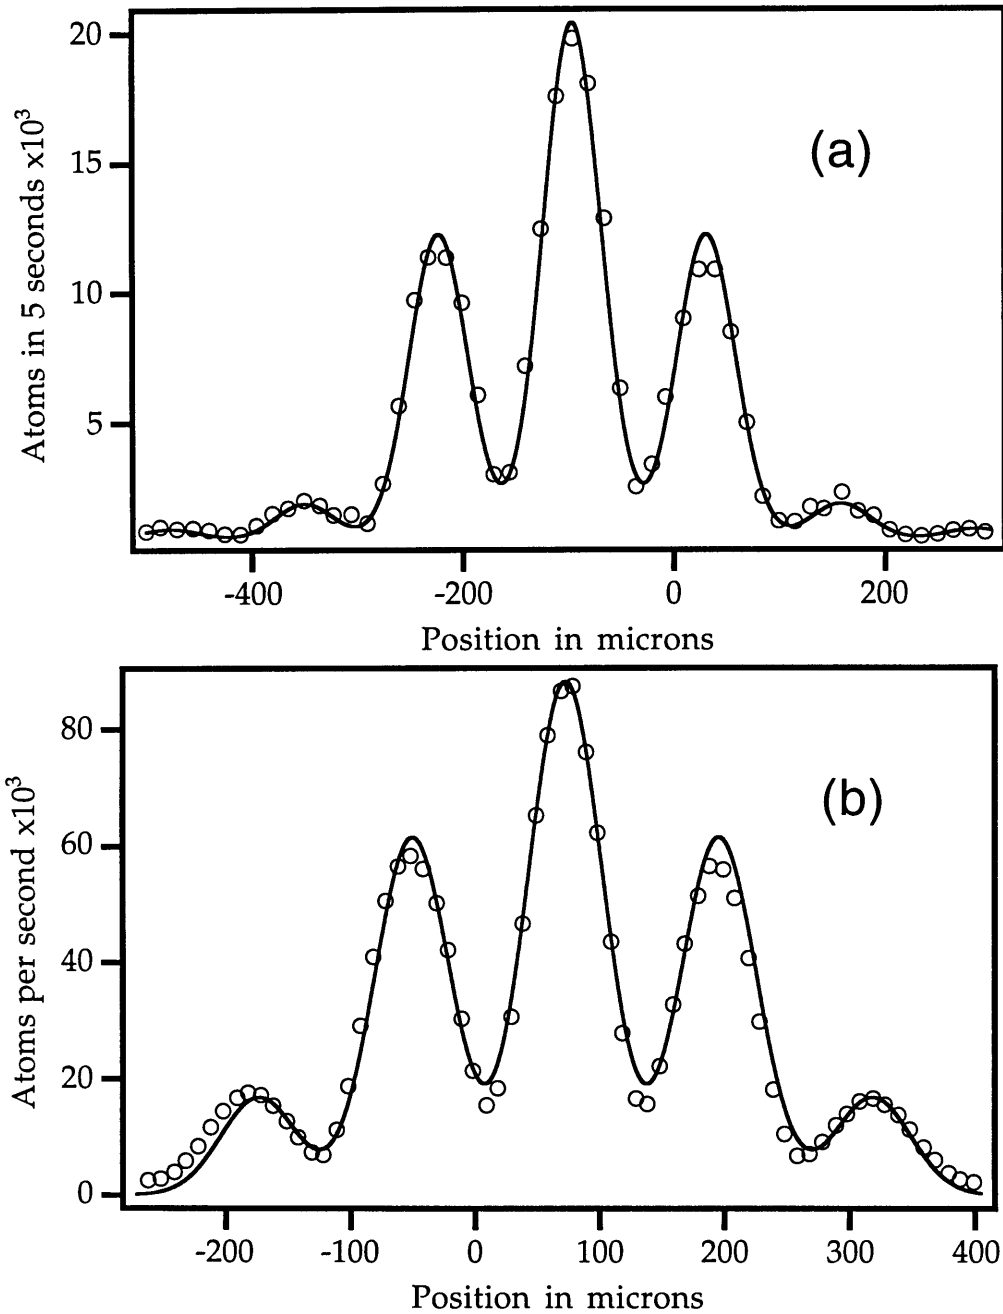 20
15
10
5
Atoms in 5 seconds x10³
(a)
-400 -200 0 200
Position in microns
80
60
40
20
0
Atoms per second x10³
(b)
-200 -100 0 100 200 300 400
Position in microns